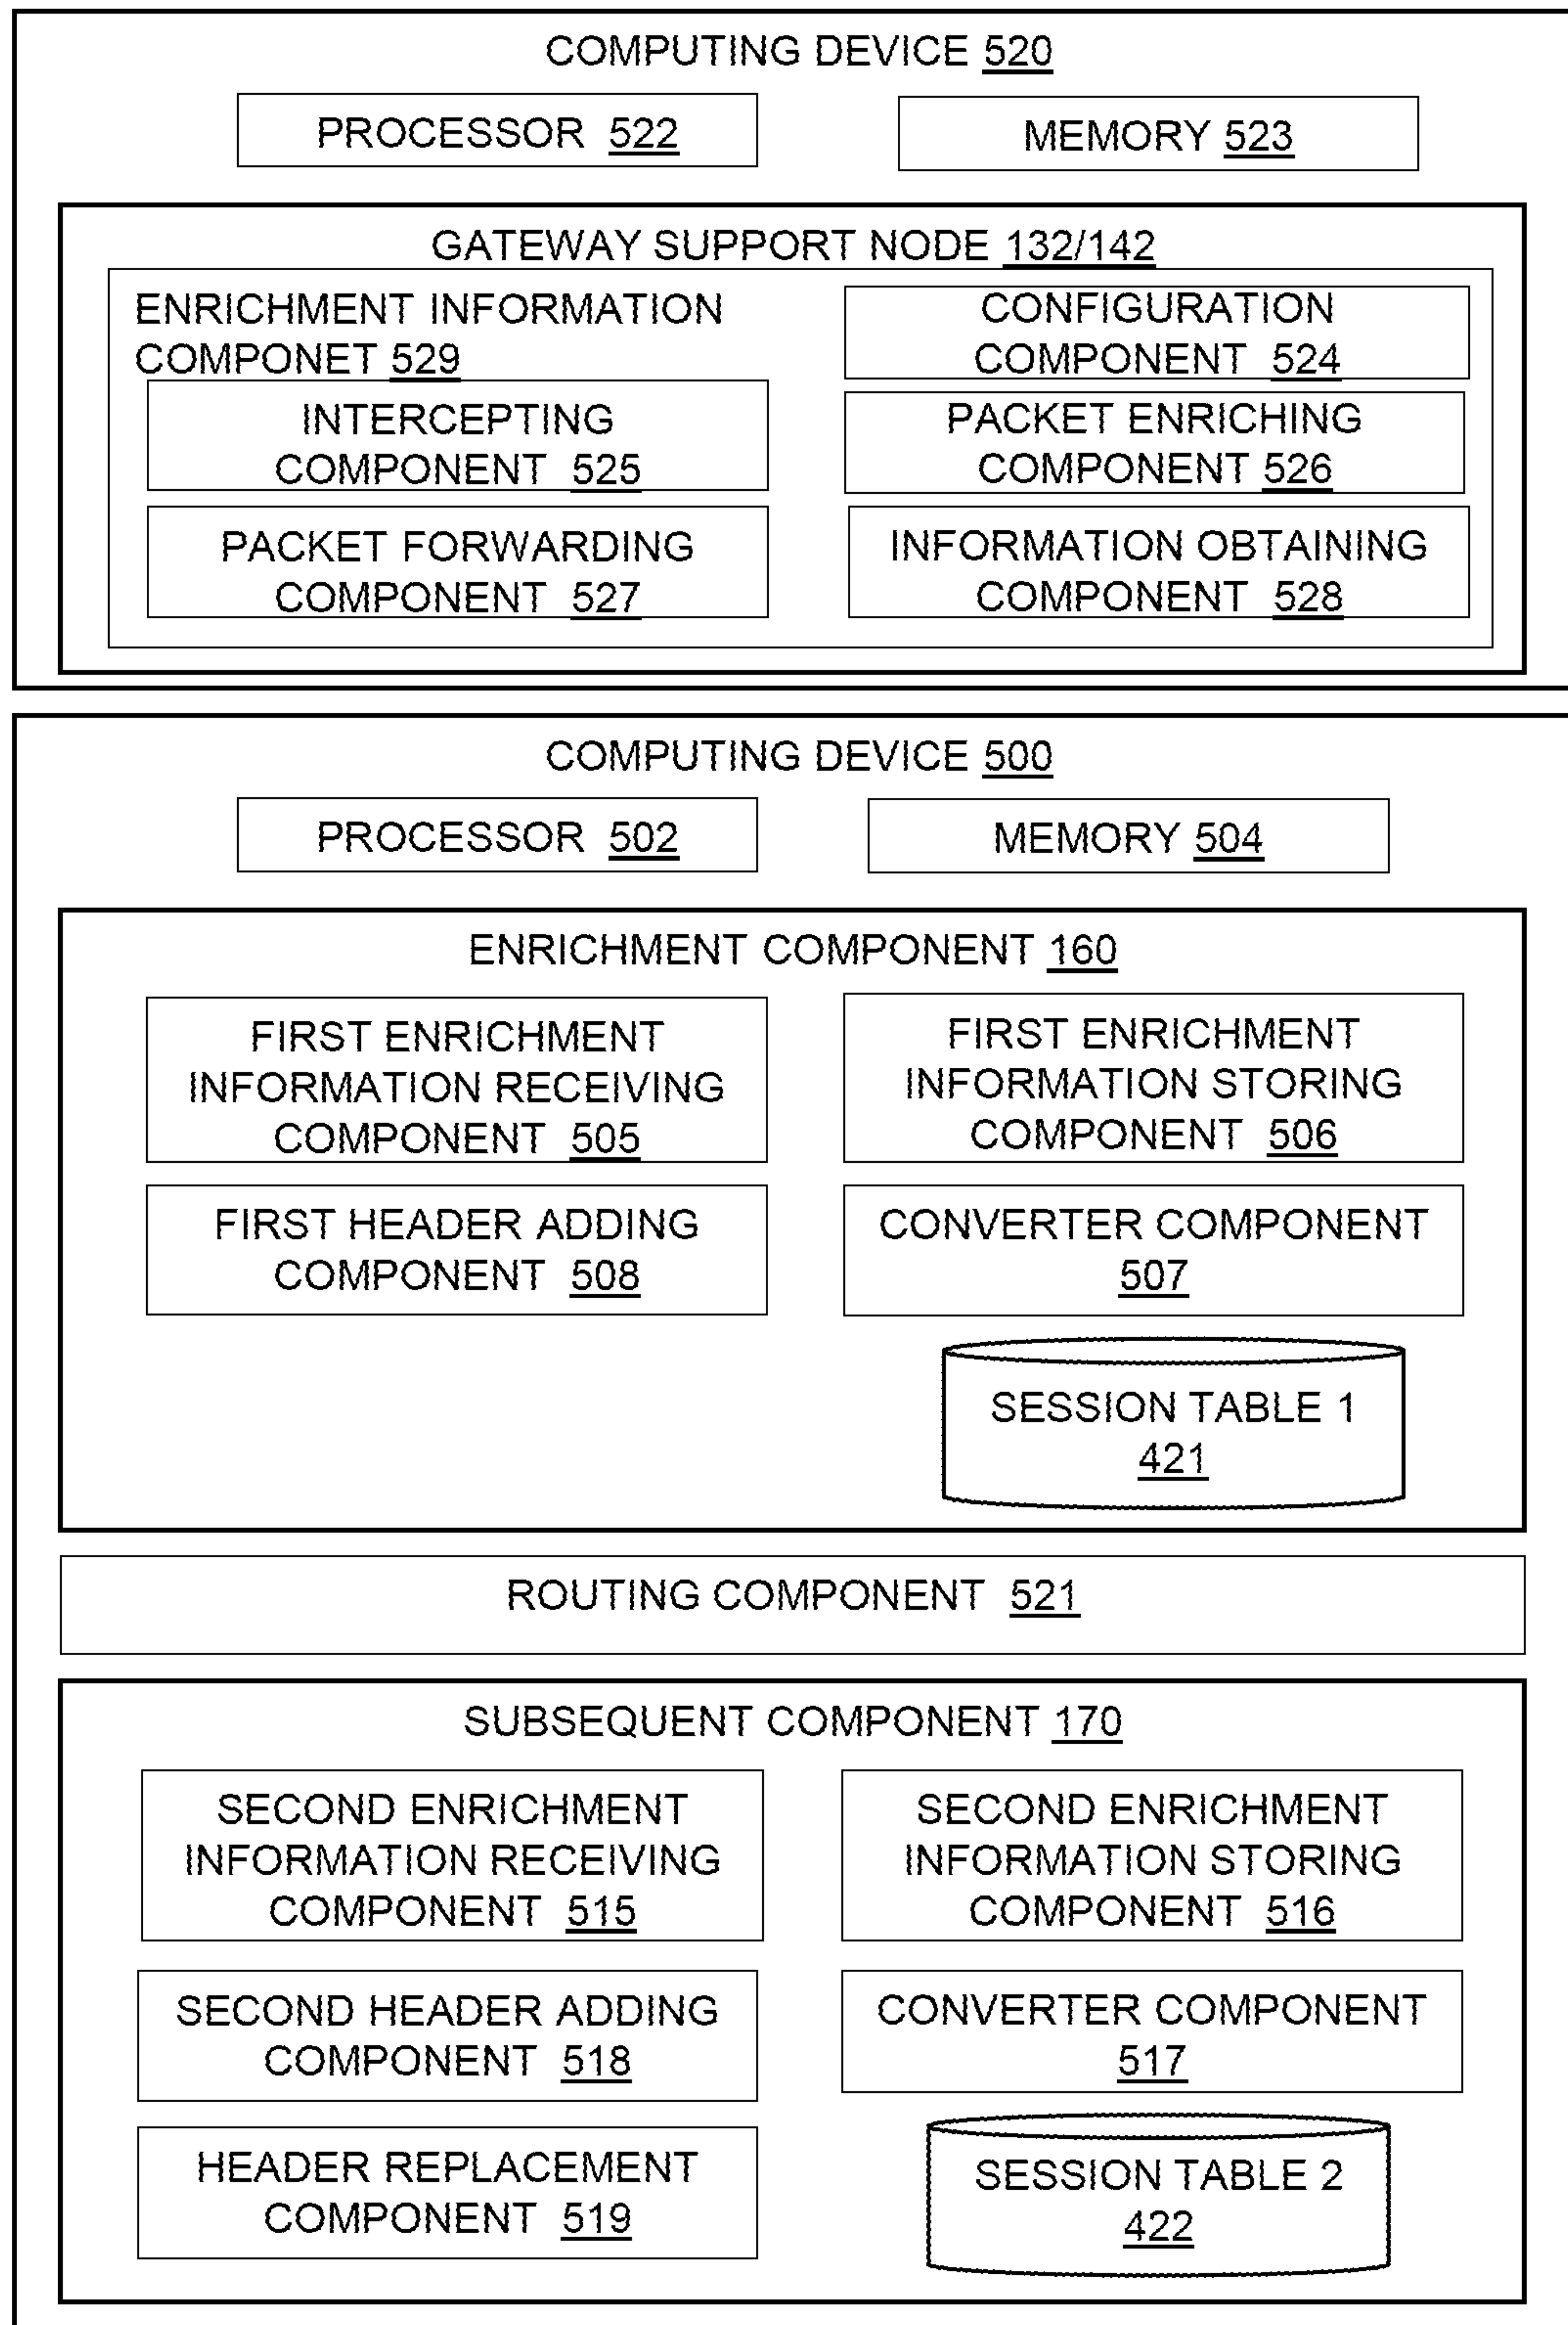 COMPUTING DEVICE 520
PROCESSOR 522
MEMORY 523
GATEWAY SUPPORT NODE 132/142
ENRICHMENT INFORMATION
COMPONET 529
CONFIGURATION
COMPONENT 524
INTERCEPTING
COMPONENT 525
PACKET ENRICHING
COMPONENT 526
PACKET FORWARDING
COMPONENT 527
INFORMATION OBTAINING
COMPONENT 528
COMPUTING DEVICE 500
PROCESSOR 502
MEMORY 504
ENRICHMENT COMPONENT 160
FIRST ENRICHMENT
INFORMATION RECEIVING
COMPONENT 505
FIRST ENRICHMENT
INFORMATION STORING
COMPONENT 506
FIRST HEADER ADDING
COMPONENT 508
CONVERTER COMPONENT
507
SESSION TABLE 1
421
ROUTING COMPONENT 521
SUBSEQUENT COMPONENT 170
SECOND ENRICHMENT
INFORMATION RECEIVING
COMPONENT 515
SECOND ENRICHMENT
INFORMATION STORING
COMPONENT 516
SECOND HEADER ADDING
COMPONENT 518
CONVERTER COMPONENT
517
HEADER REPLACEMENT
COMPONENT 519
SESSION TABLE 2
422